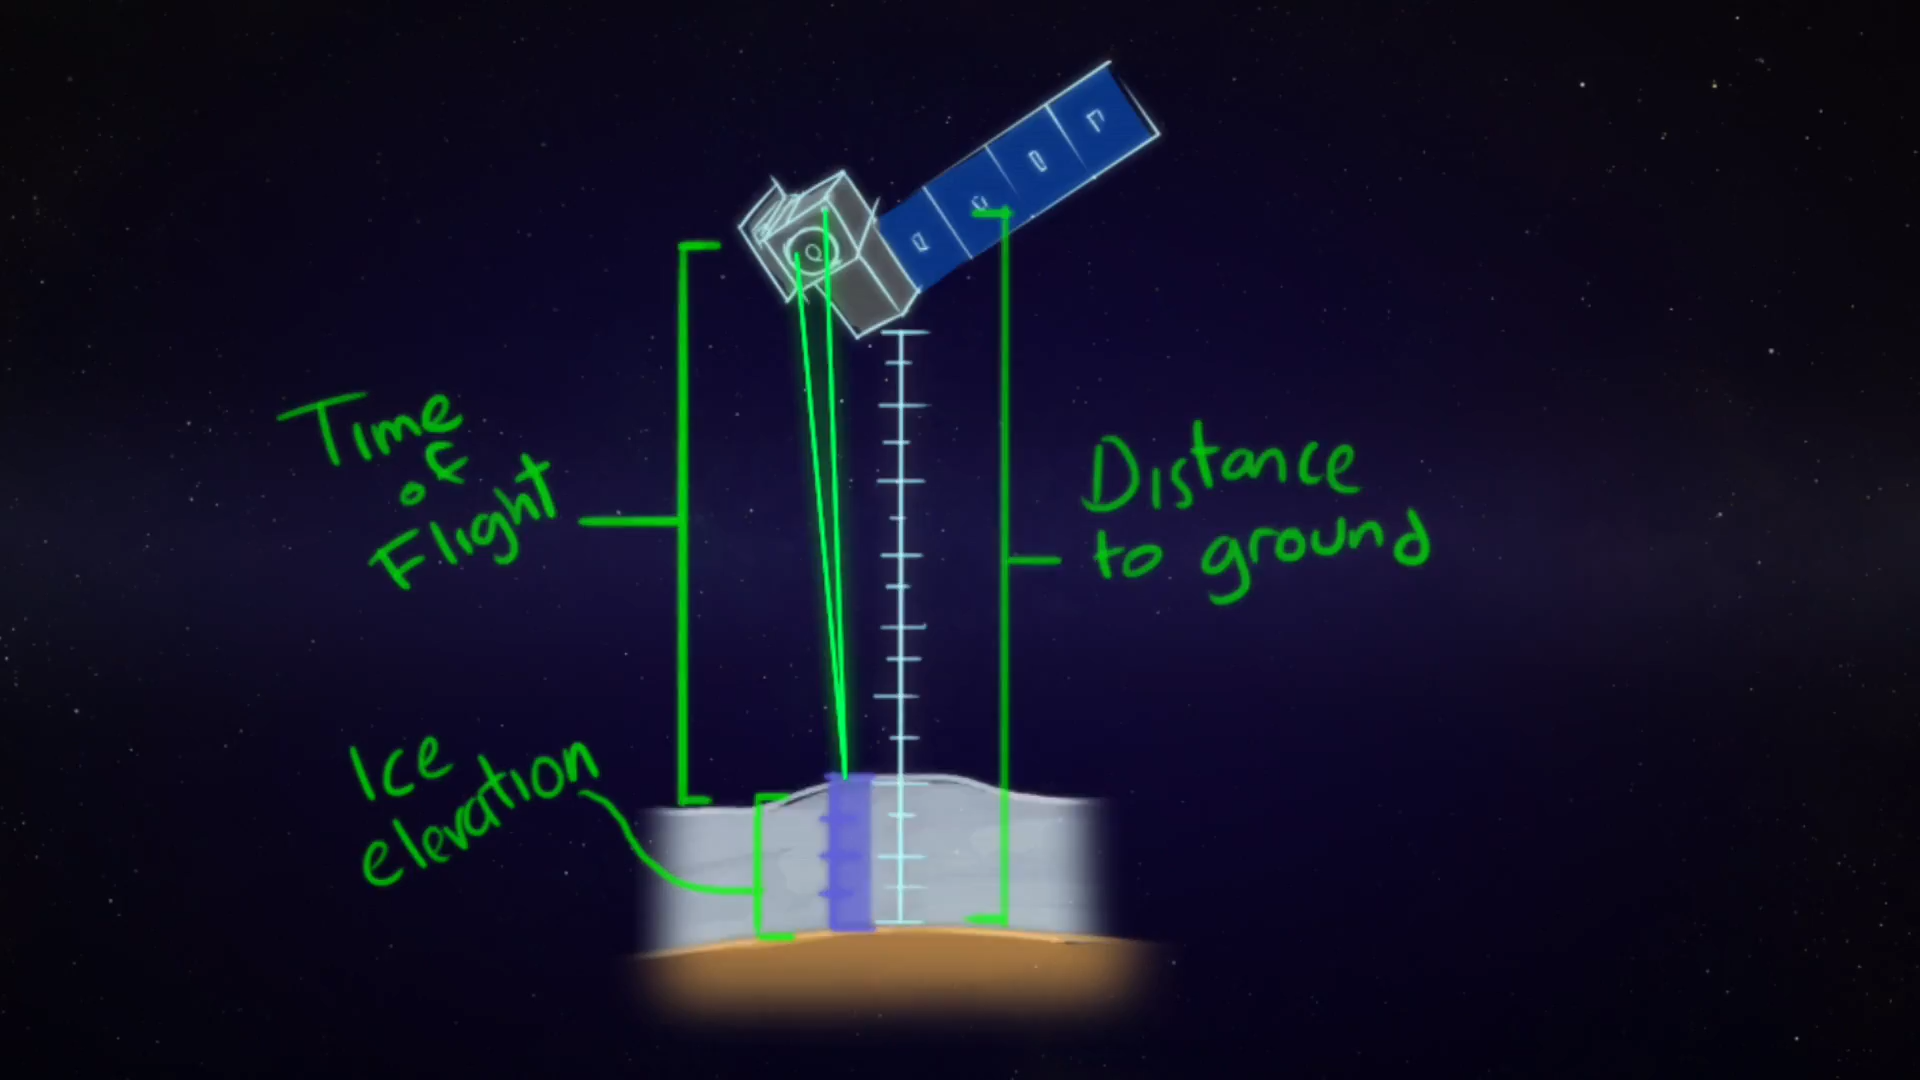 Time
of
Flight
Distance
to ground
Ice
elevation